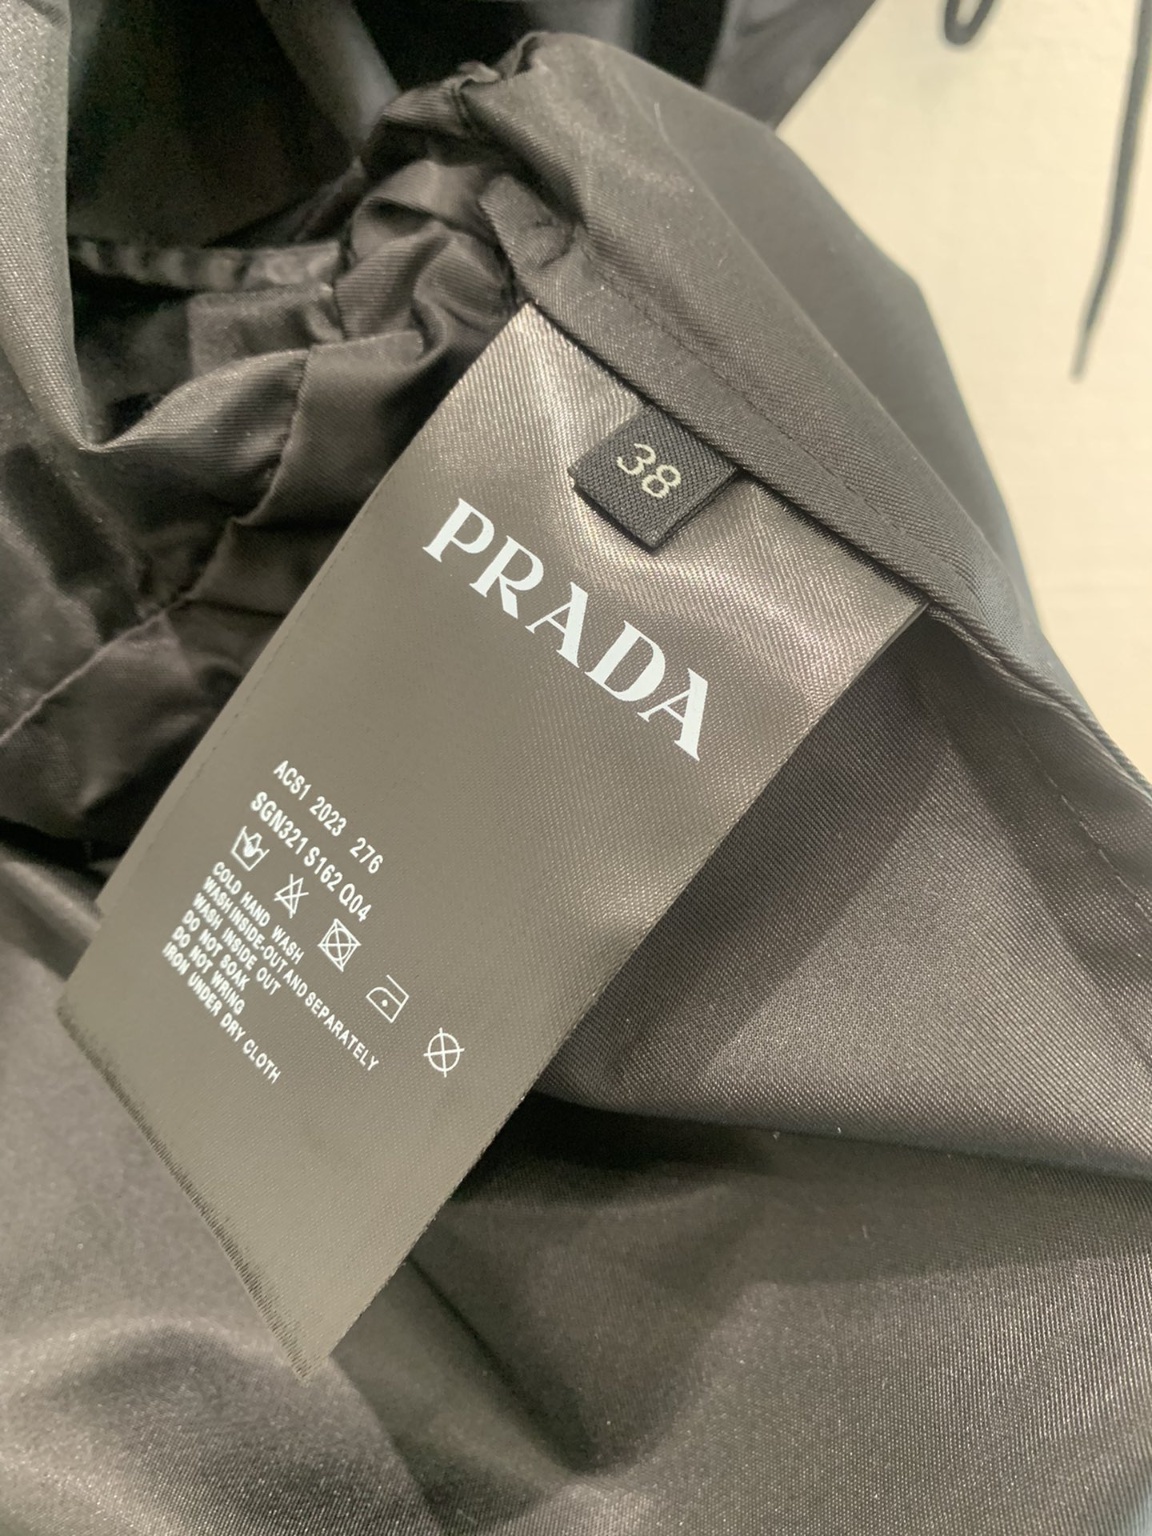 38
PRADA
ACS1 2023 276
SGN321 S162 Q04
COLD HAND WASH
WASH INSIDE-OUT AND SEPARATELY
WASH INSIDE OUT
DO NOT SOAK
DO NOT WRING
IRON UNDER DRY CLOTH